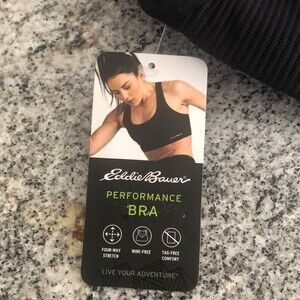 Eddie Bauer
PERFORMANCE
BRA
FOUR-WAY STRETCH
WIRE-FREE
TAG-FREE COMFORT
LIVE YOUR ADVENTURE®